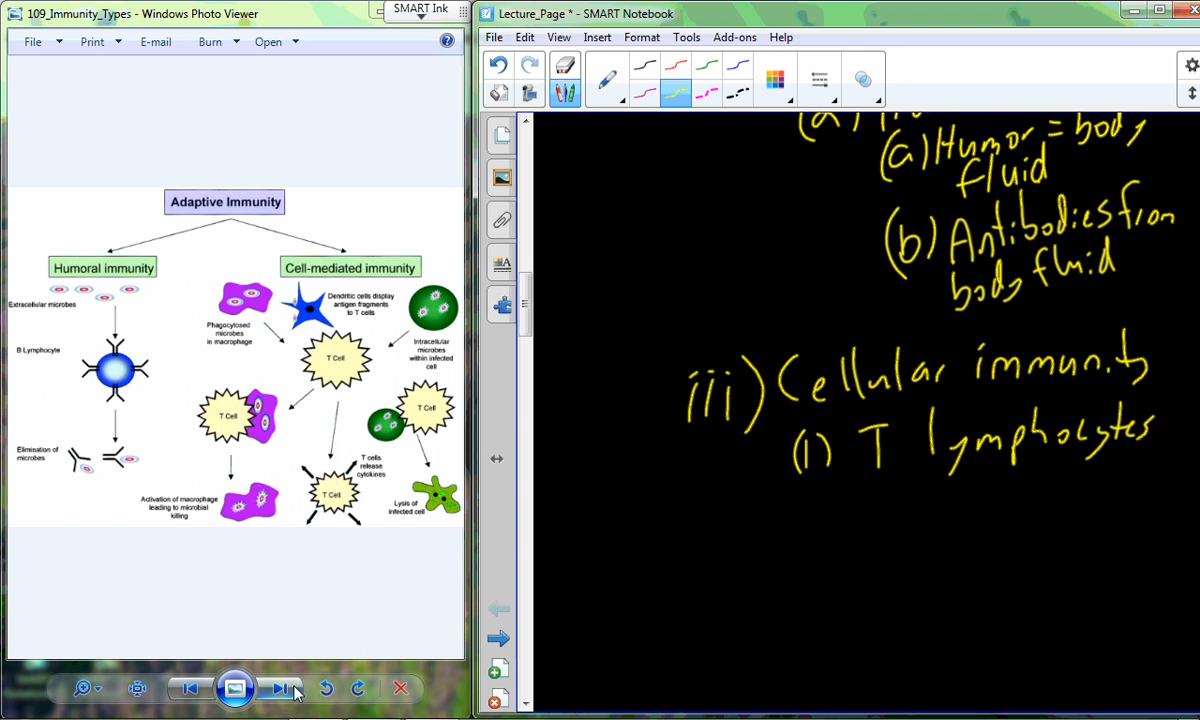 109_Immunity_Types - Windows Photo Viewer
SMART Ink
File Print E-mail Burn Open
Adaptive Immunity
Humoral immunity
Cell-mediated immunity
Extracellular microbes
B Lymphocyte
Elimination of
microbes
Phagocytosed
microbes
in macrophage
Dendritic cells display
antigen fragments
to T cells
Intracellular
microbes
within infected
cell
T Cell
T Cell
T Cell
T Cell
T cells
release
cytokines
Activation of macrophage
leading to microbial
killing
Lysis of
infected cell
Lecture_Page * - SMART Notebook
File Edit View Insert Format Tools Add-ons Help
(a) Humor = body
fluid
(b) Antibodies from
body fluid
iii) Cellular immunity
(1) T lymphocytes